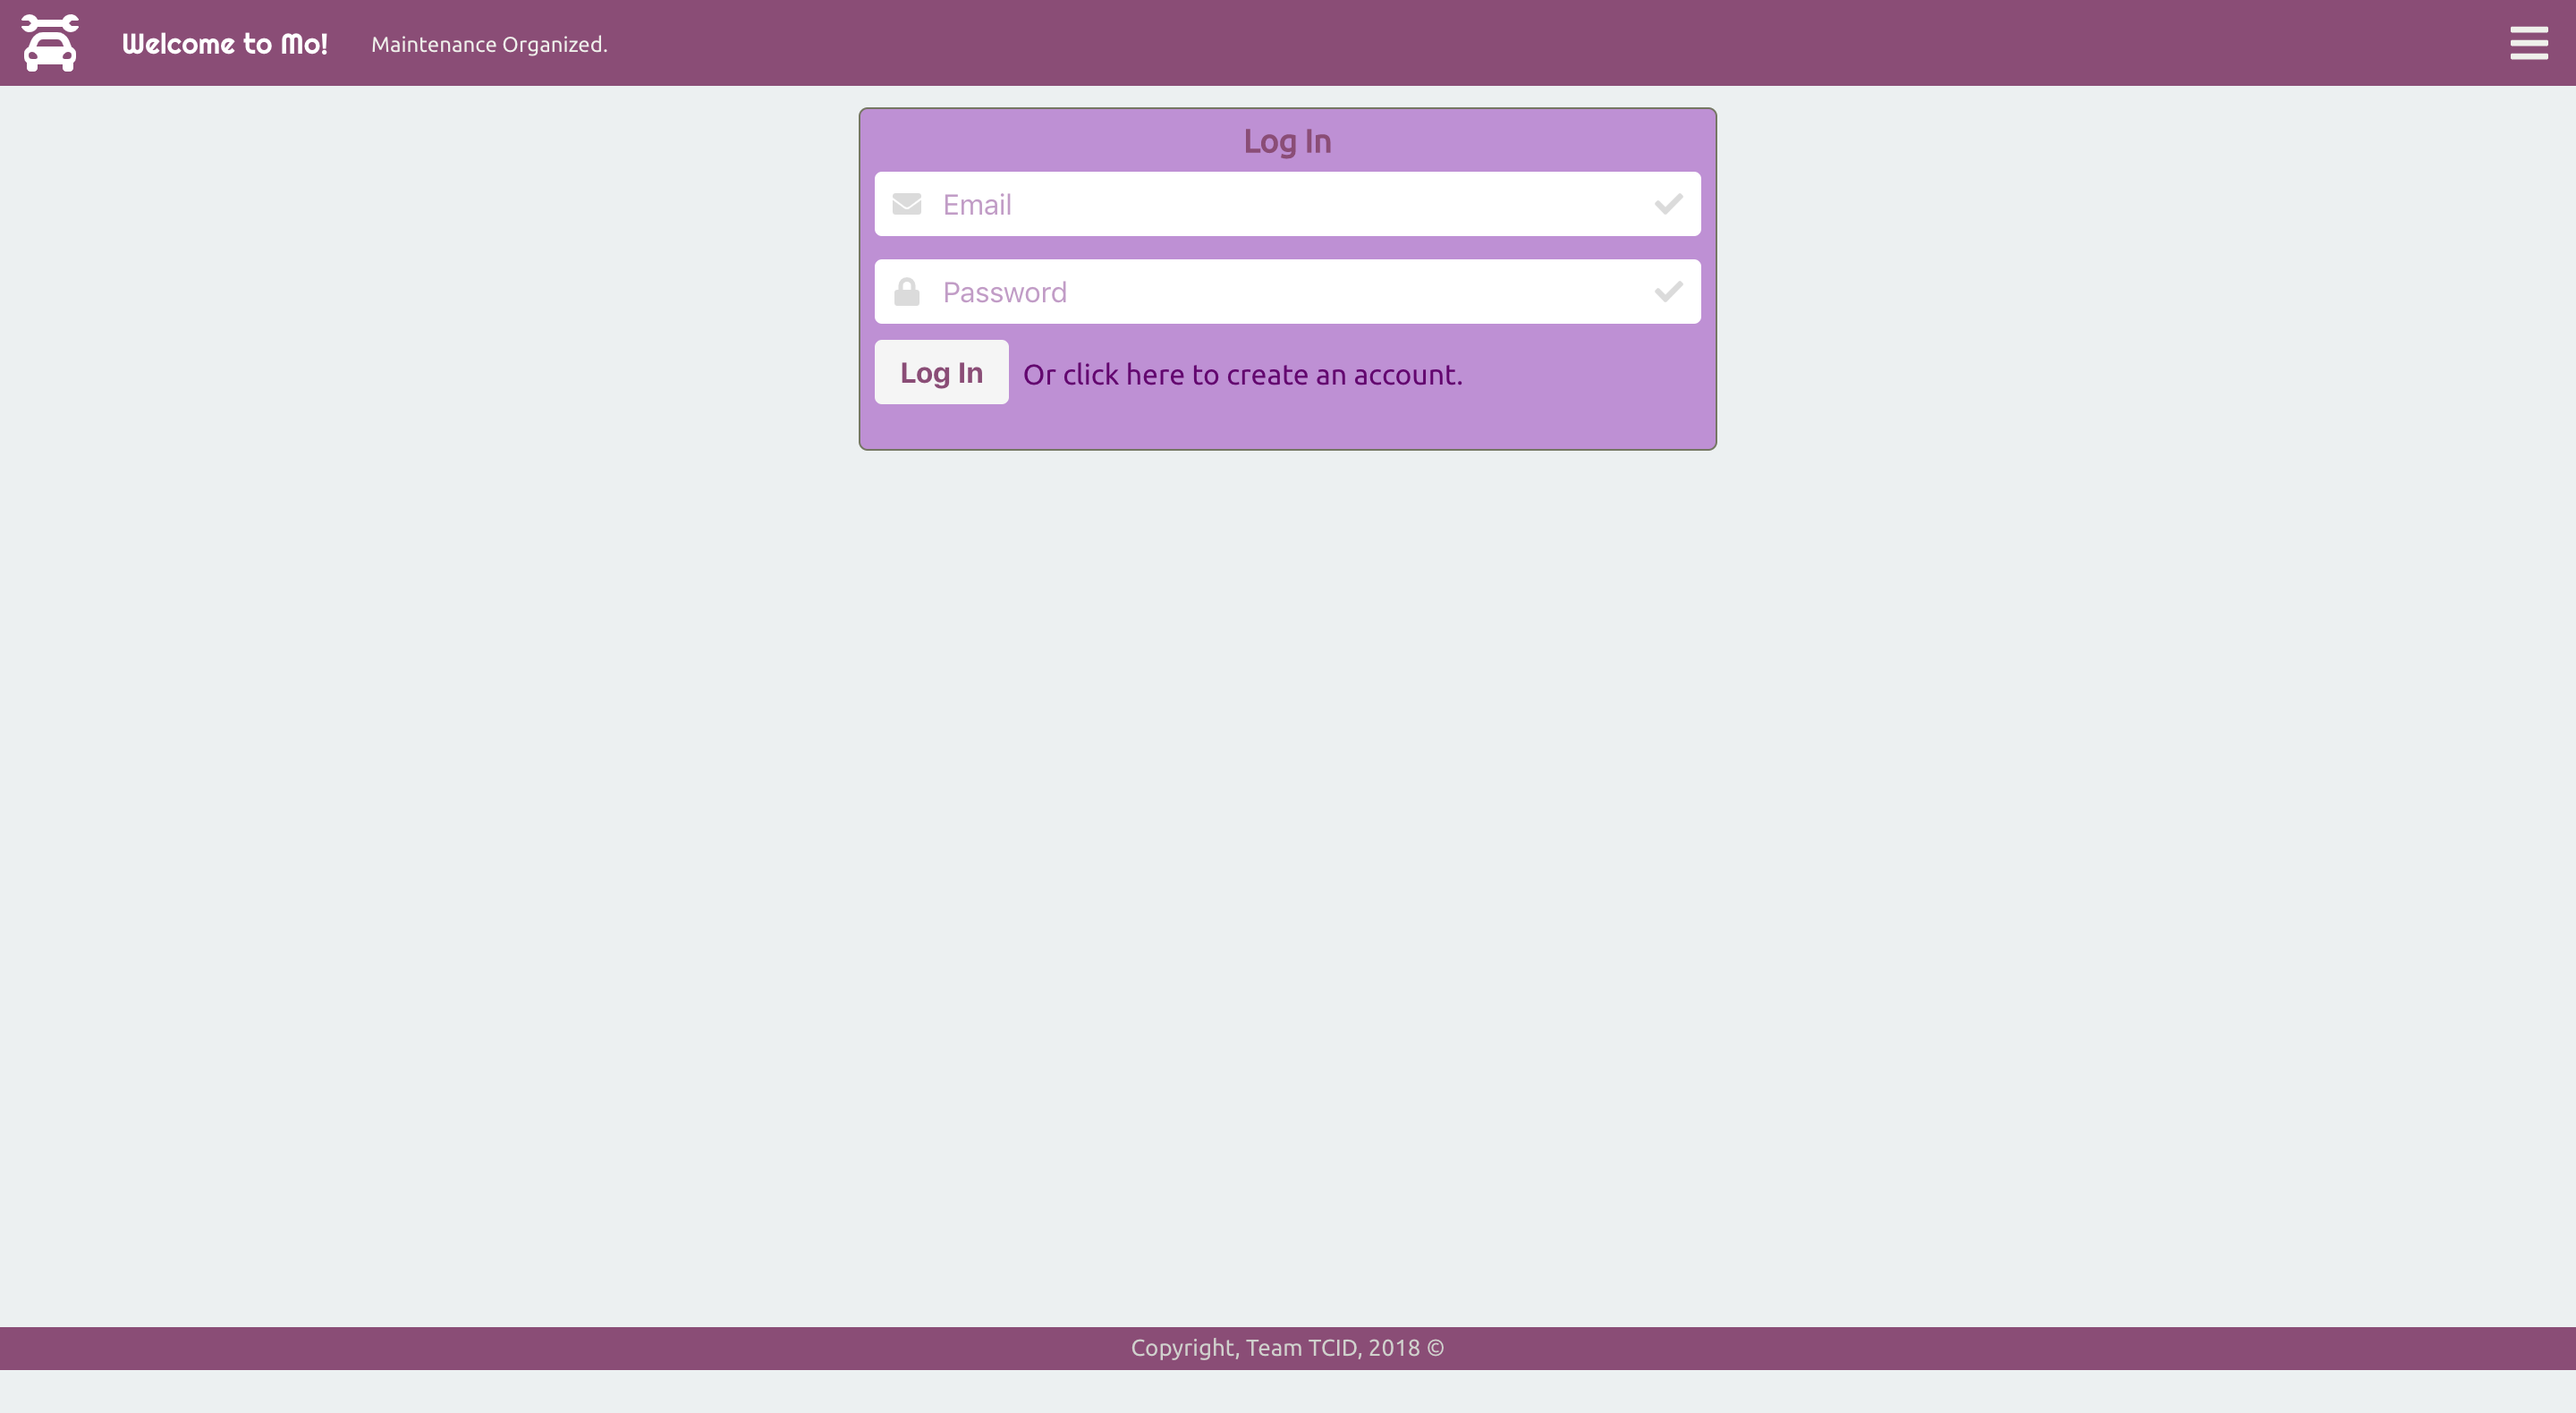 Welcome to Mo! Maintenance Organized.
Log In
Email
Password
Log In Or click here to create an account.
Copyright, Team TCID, 2018 ©